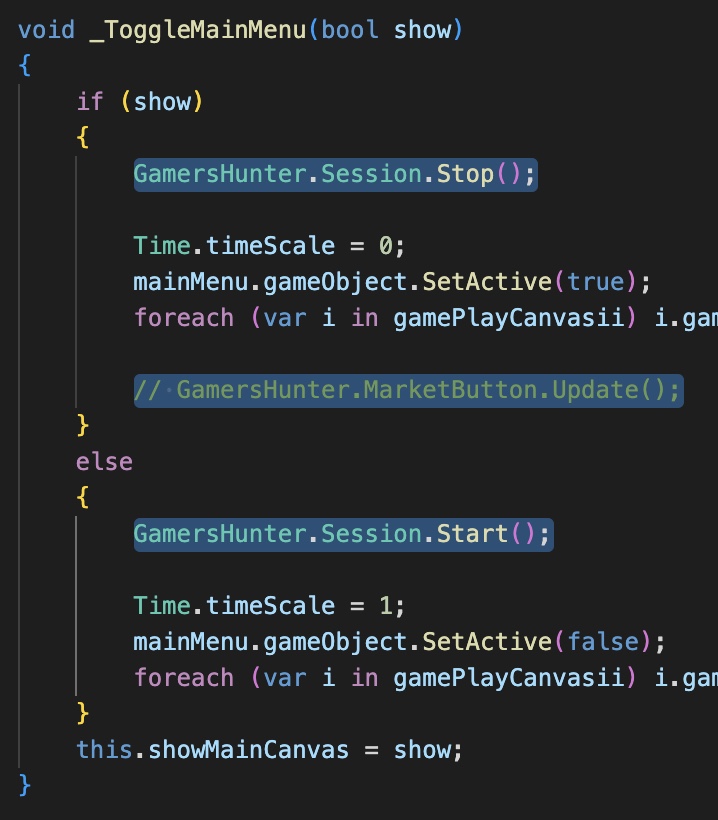 void _ToggleMainMenu(bool show)
{
if (show)
{
GamersHunter.Session.Stop();
Time.timeScale = 0;
mainMenu.gameObject.SetActive(true);
foreach (var i in gamePlayCanvasii) i.gam
// GamersHunter.MarketButton.Update();
}
else
{
GamersHunter.Session.Start();
Time.timeScale = 1;
mainMenu.gameObject.SetActive(false);
foreach (var i in gamePlayCanvasii) i.gam
}
this.showMainCanvas = show;
}